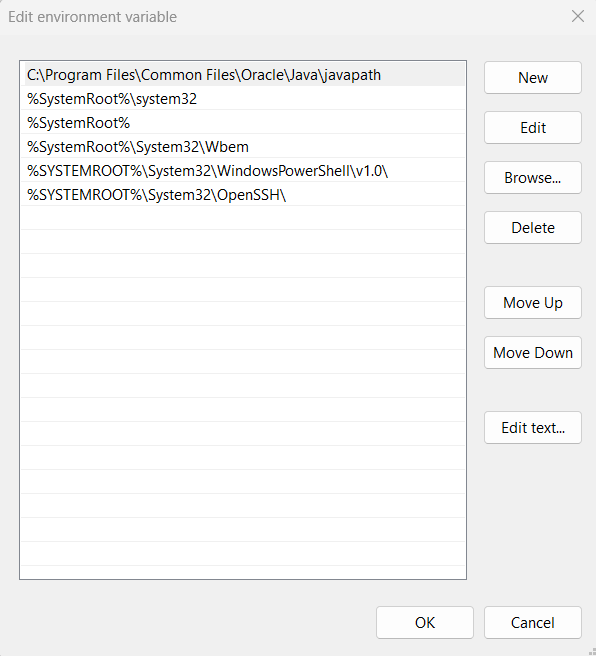 Edit environment variable
C:\Program Files\Common Files\Oracle\Java\javapath
%SystemRoot%\system32
%SystemRoot%
%SystemRoot%\System32\Wbem
%SYSTEMROOT%\System32\WindowsPowerShell\v1.0\
%SYSTEMROOT%\System32\OpenSSH\
New
Edit
Browse...
Delete
Move Up
Move Down
Edit text...
OK
Cancel